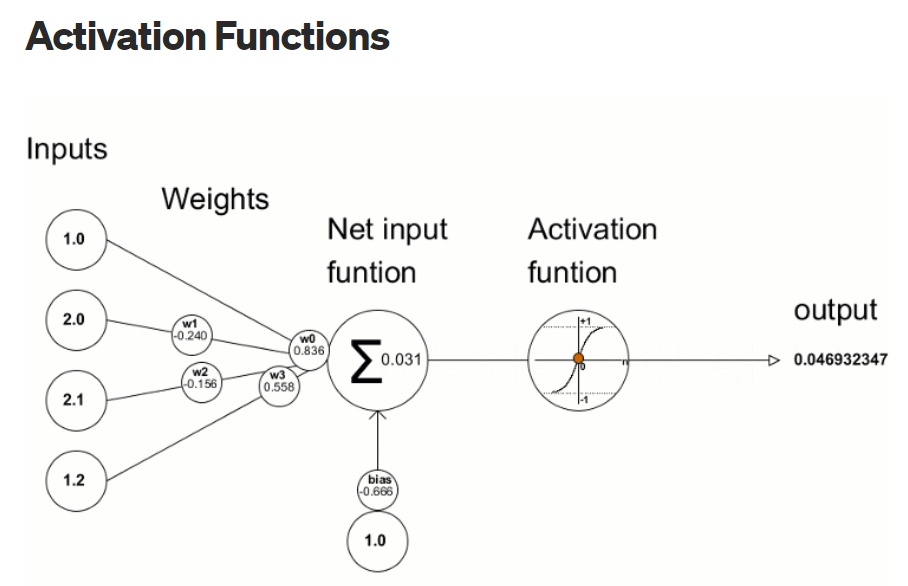 Activation Functions
Inputs
Weights
Net input
funtion
Activation
funtion
output
1.0
2.0
2.1
1.2
w1
-0.240
w2
-0.156
w0
0.836
w3
0.558
Σ 0.031
+1
0
n
-1
0.046932347
bias
-0.666
1.0